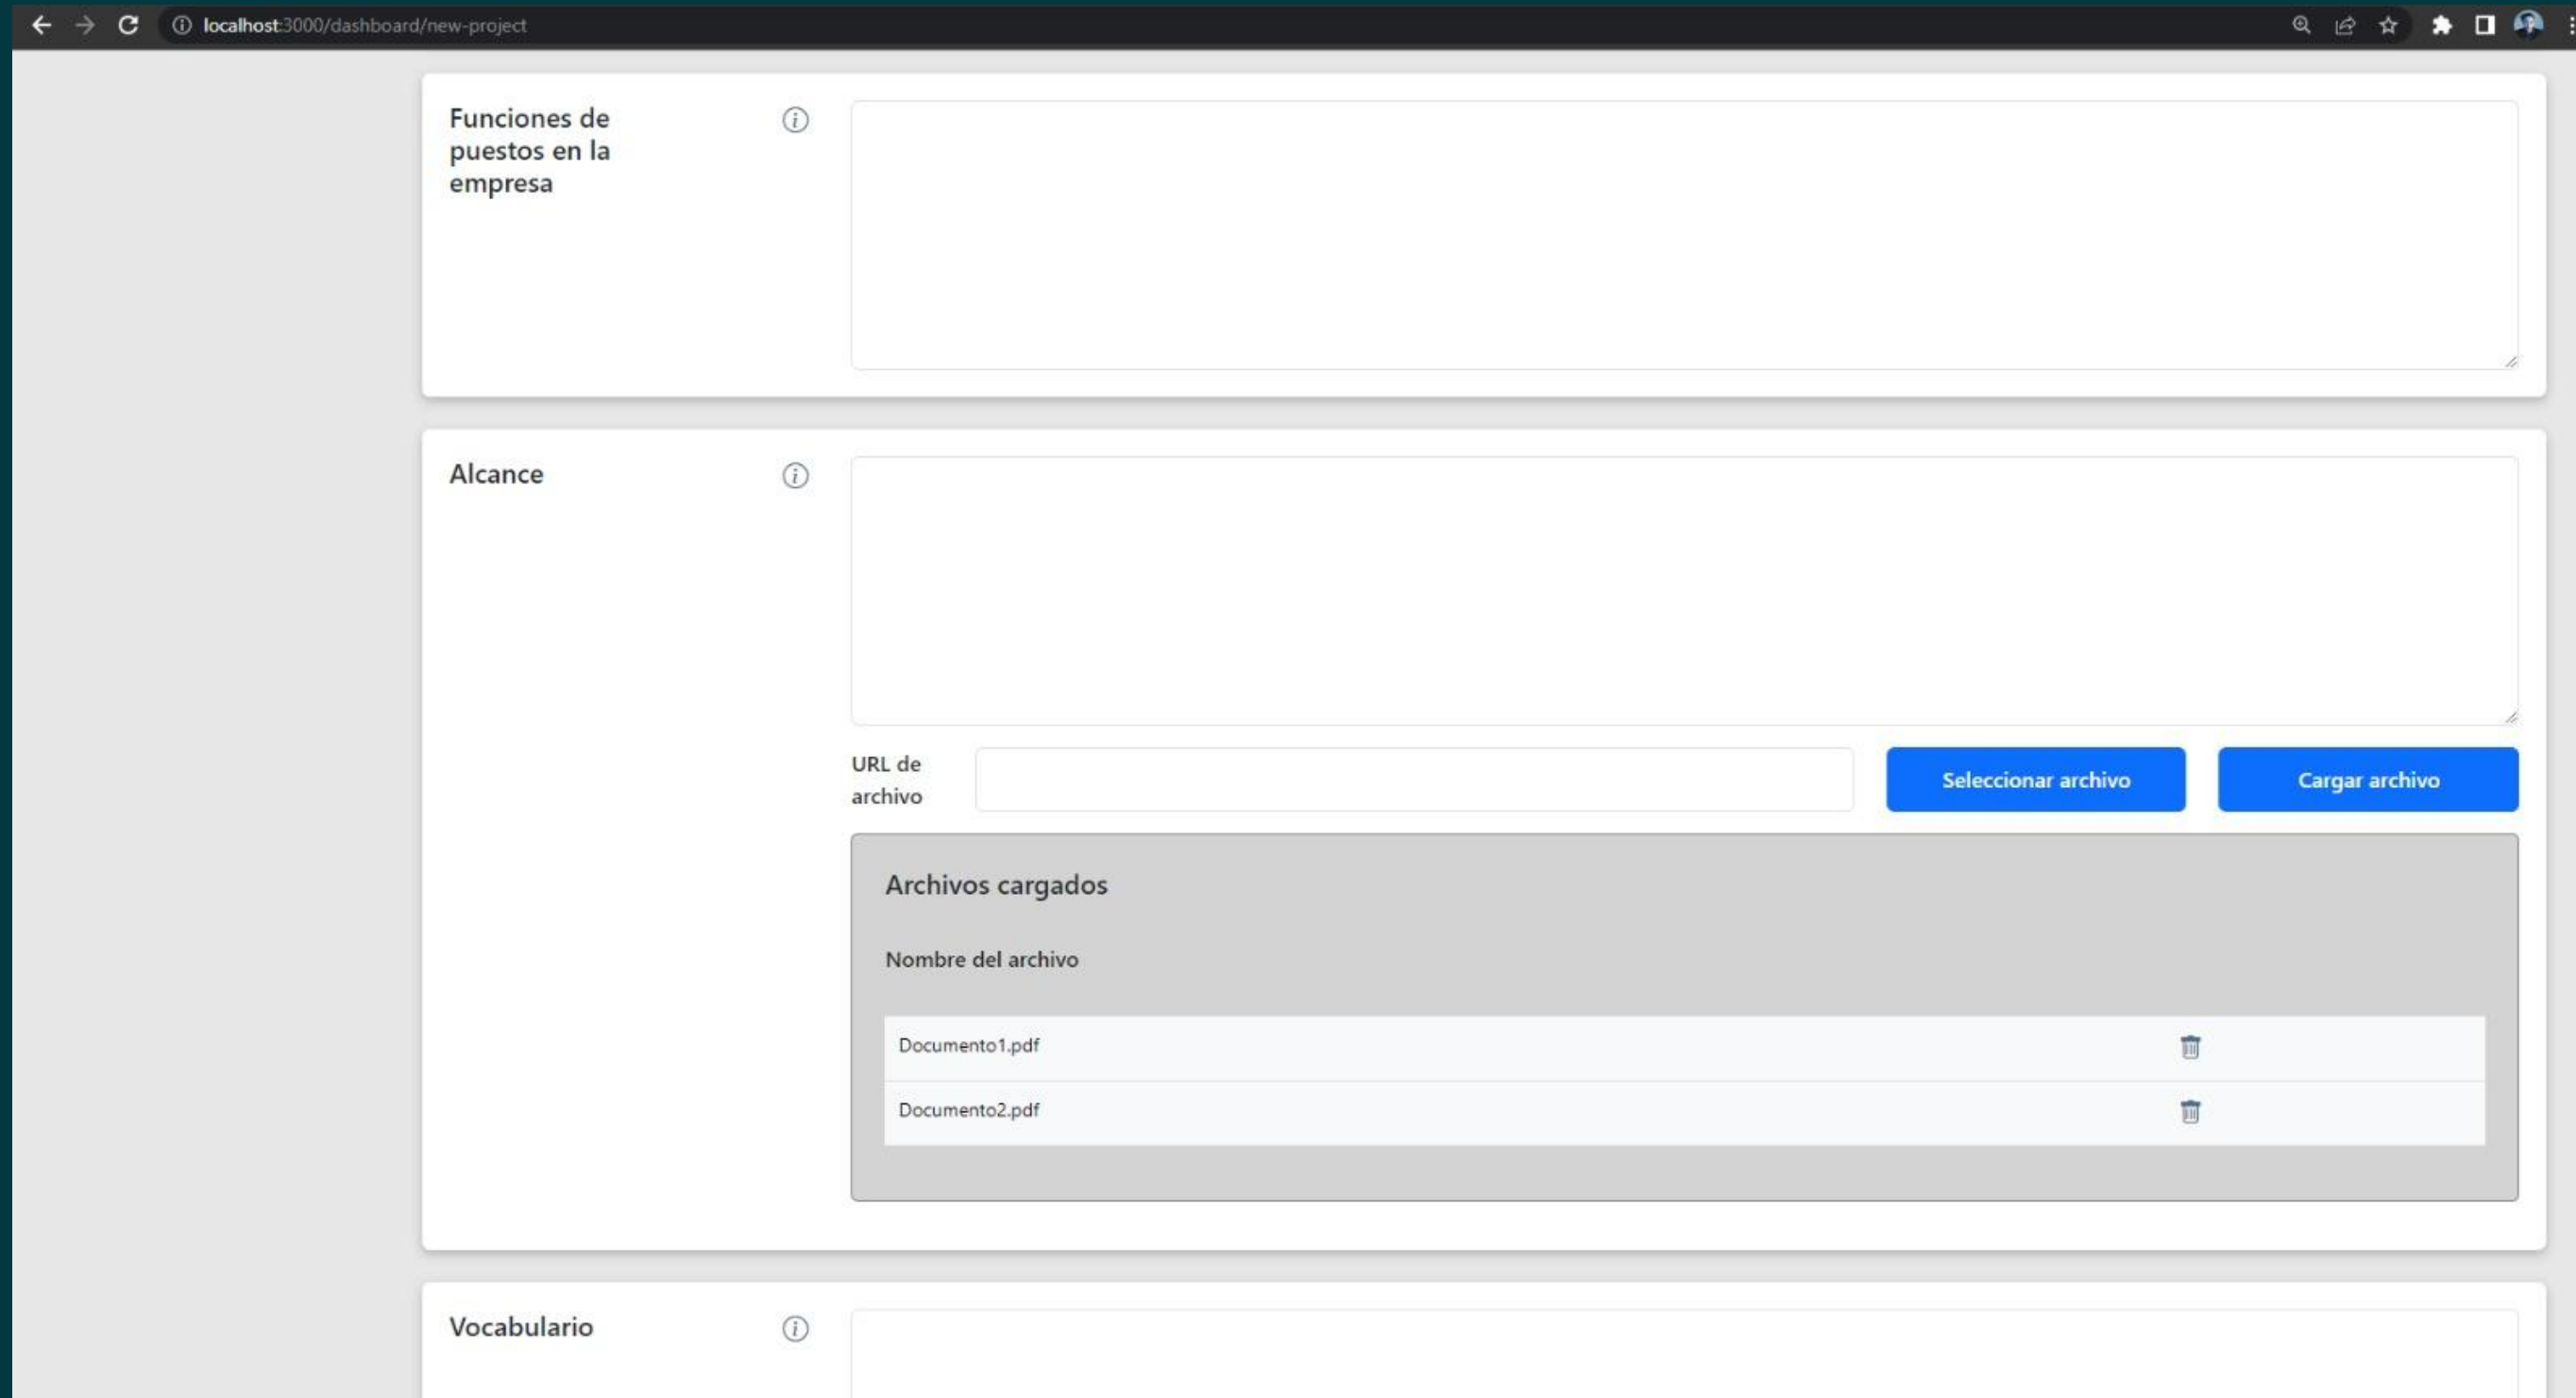 localhost:3000/dashboard/new-project
Funciones de
puestos en la
empresa
Alcance
URL de
archivo
Seleccionar archivo
Cargar archivo
Archivos cargados
Nombre del archivo
Documento1.pdf
Documento2.pdf
Vocabulario